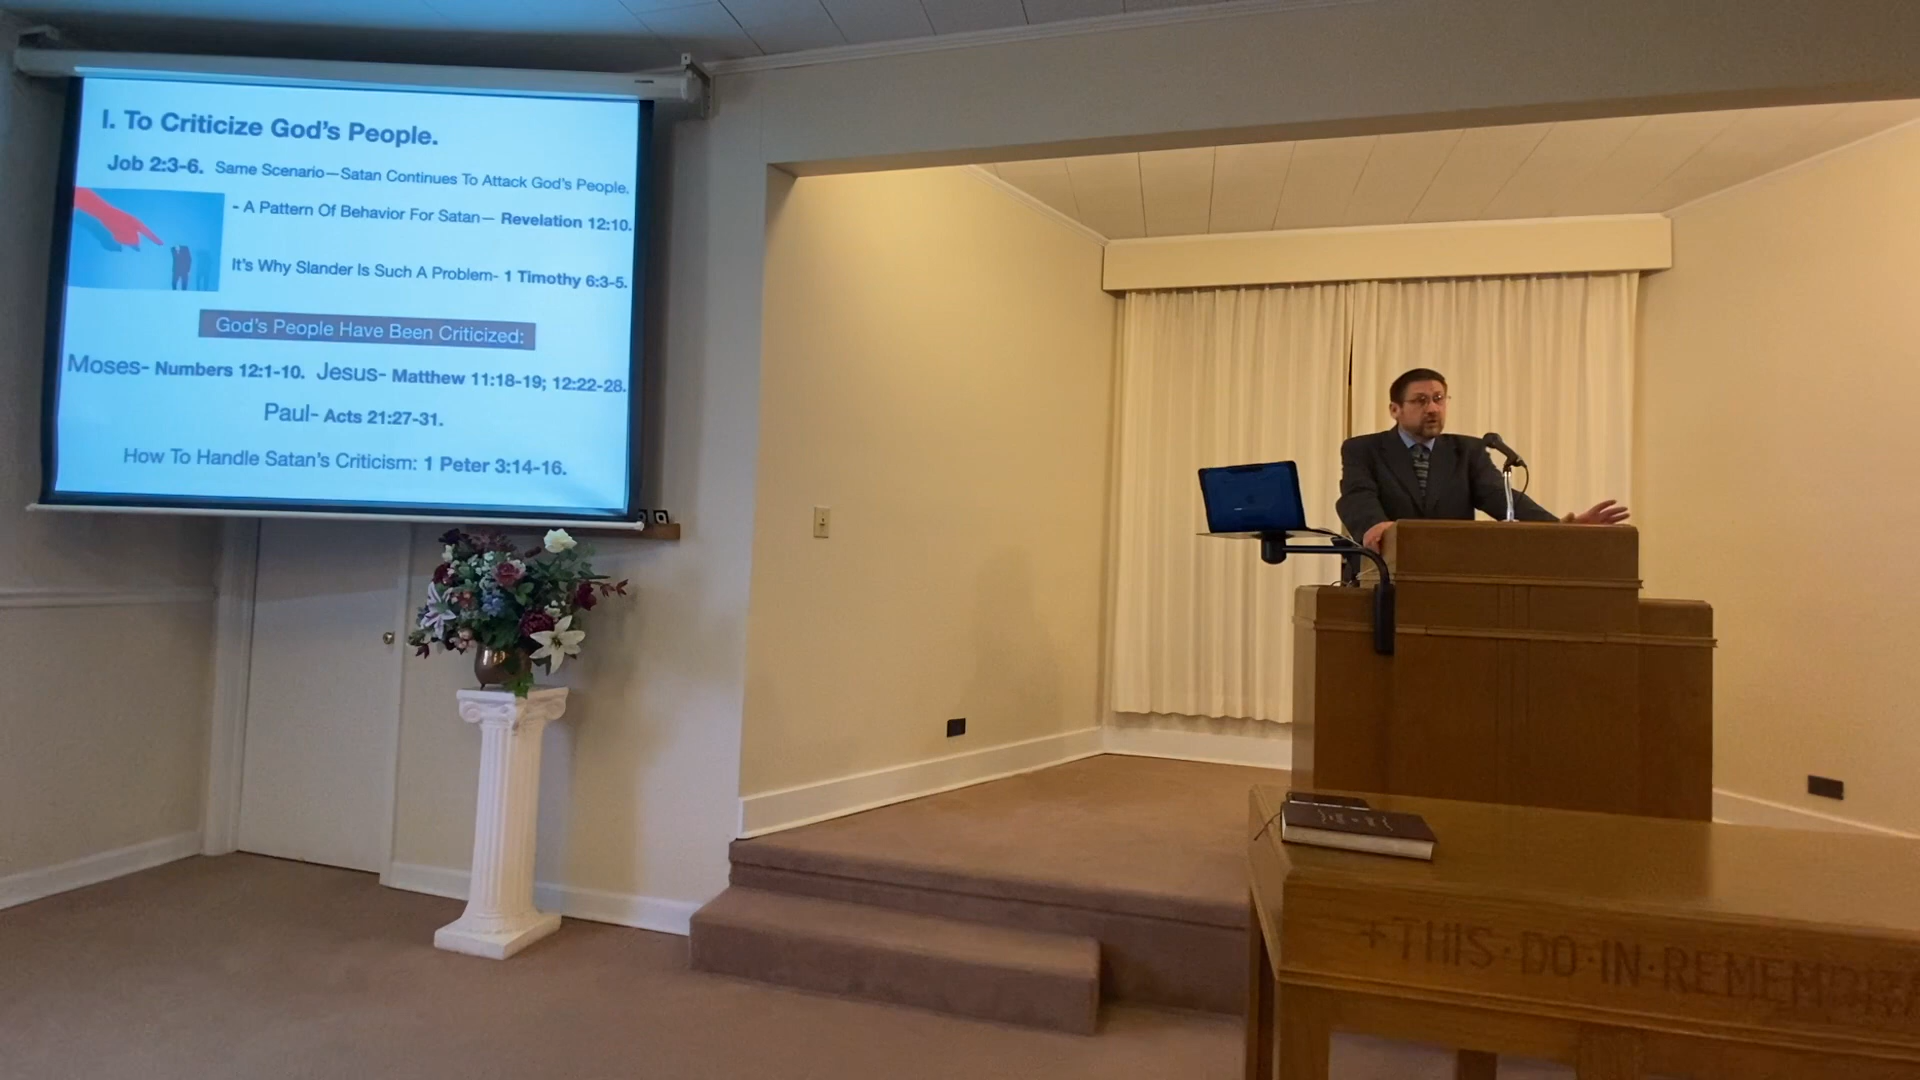 I. To Criticize God's People.
Job 2:3-6. Same Scenario—Satan Continues To Attack God's People.
- A Pattern Of Behavior For Satan— Revelation 12:10.
It's Why Slander Is Such A Problem- 1 Timothy 6:3-5.
God's People Have Been Criticized:
Moses- Numbers 12:1-10. Jesus- Matthew 11:18-19; 12:22-28.
Paul- Acts 21:27-31.
How To Handle Satan's Criticism: 1 Peter 3:14-16.
+THIS·DO·IN·REMEMBRA